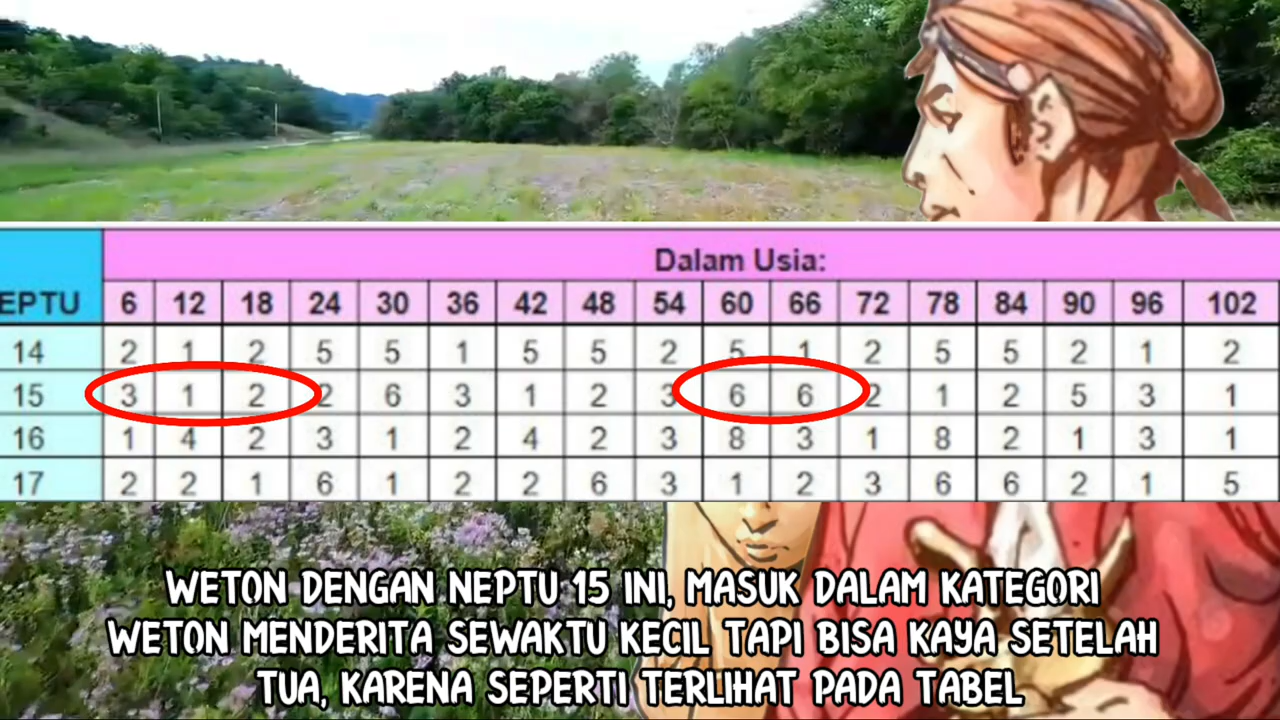 Dalam Usia:
EPTU 6 12 18 24 30 36 42 48 54 60 66 72 78 84 90 96 102
14 2 1 2 5 5 1 5 5 2 5 1 2 5 5 2 1 2
15 3 1 2 2 6 3 1 2 3 6 6 2 1 2 5 3 1
16 1 4 2 3 1 2 4 2 3 8 3 1 8 2 1 3 1
17 2 2 1 6 1 2 2 6 3 1 2 3 6 6 2 1 5
WETON DENGAN NEPTU 15 INI, MASUK DALAM KATEGORI
WETON MENDERITA SEWAKTU KECIL TAPI BISA KAYA SETELAH
TUA, KARENA SEPERTI TERLIHAT PADA TABEL